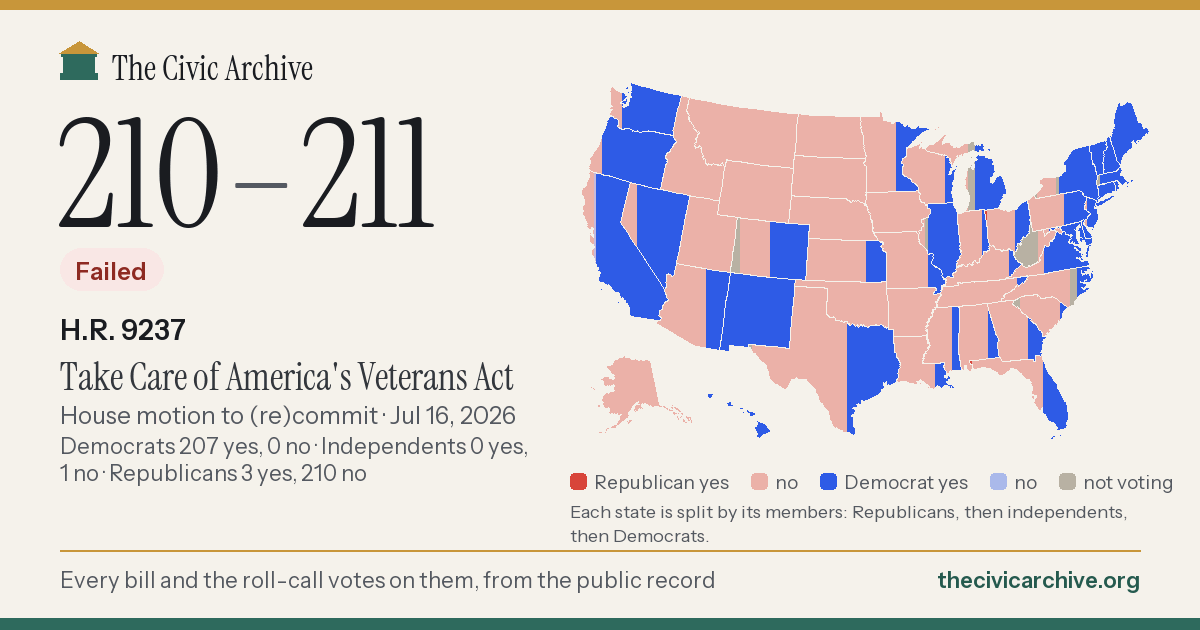 The Civic Archive
210 – 211
Failed
H.R. 9237
Take Care of America's Veterans Act
House motion to (re)commit · Jul 16, 2026
Democrats 207 yes, 0 no · Independents 0 yes,
1 no · Republicans 3 yes, 210 no
Republican yes no Democrat yes no not voting
Each state is split by its members: Republicans, then independents,
then Democrats.
Every bill and the roll-call votes on them, from the public record
thecivicarchive.org